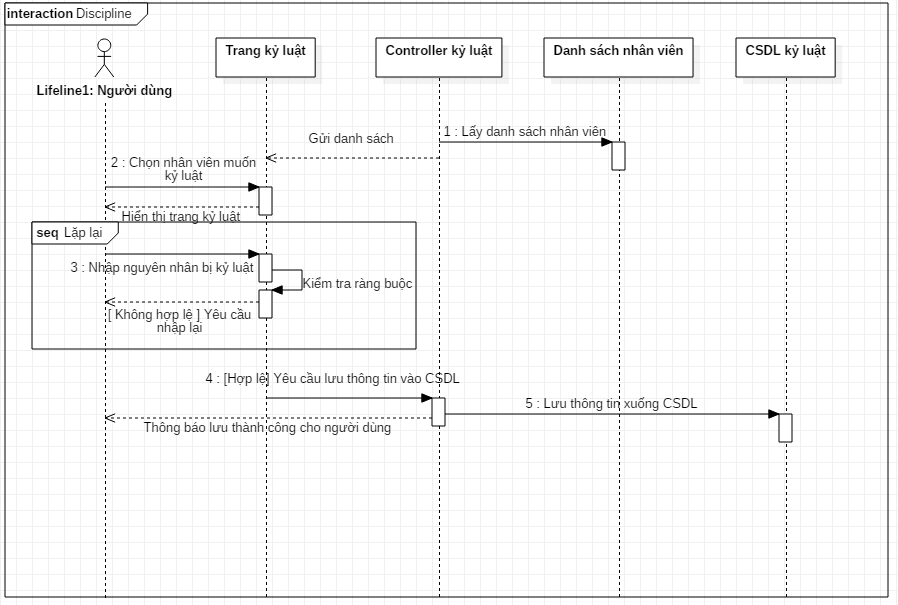 interaction Discipline
Trang kỷ luật
Controller kỷ luật
Danh sách nhân viên
CSDL kỷ luật
Lifeline1: Người dùng
1 : Lấy danh sách nhân viên
Gửi danh sách
2 : Chọn nhân viên muốn
kỷ luật
Hiển thị trang kỷ luật
seq Lặp lại
3 : Nhập nguyên nhân bị kỷ luật
Kiểm tra ràng buộc
[ Không hợp lệ ] Yêu cầu
nhập lại
4 : [Hợp lệ] Yêu cầu lưu thông tin vào CSDL
5 : Lưu thông tin xuống CSDL
Thông báo lưu thành công cho người dùng